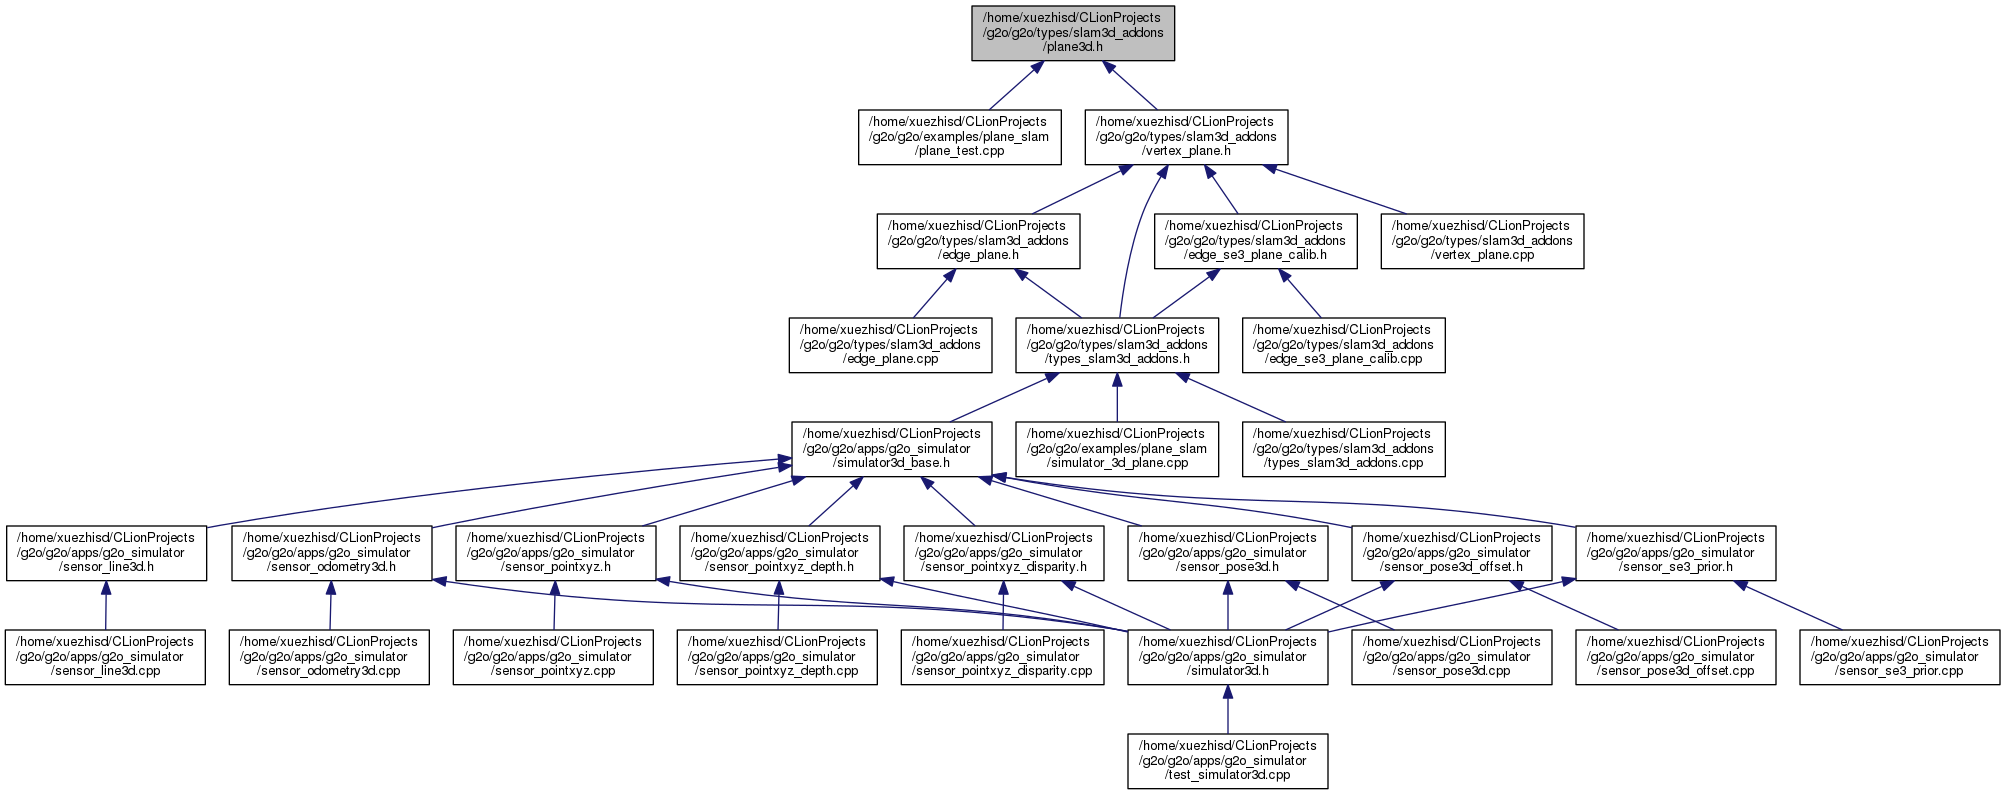 /home/xuezhisd/CLionProjects
/g2o/g2o/types/slam3d_addons
/plane3d.h
/home/xuezhisd/CLionProjects
/g2o/g2o/examples/plane_slam
/plane_test.cpp
/home/xuezhisd/CLionProjects
/g2o/g2o/types/slam3d_addons
/vertex_plane.h
/home/xuezhisd/CLionProjects
/g2o/g2o/types/slam3d_addons
/edge_plane.h
/home/xuezhisd/CLionProjects
/g2o/g2o/types/slam3d_addons
/edge_se3_plane_calib.h
/home/xuezhisd/CLionProjects
/g2o/g2o/types/slam3d_addons
/vertex_plane.cpp
/home/xuezhisd/CLionProjects
/g2o/g2o/types/slam3d_addons
/edge_plane.cpp
/home/xuezhisd/CLionProjects
/g2o/g2o/types/slam3d_addons
/types_slam3d_addons.h
/home/xuezhisd/CLionProjects
/g2o/g2o/types/slam3d_addons
/edge_se3_plane_calib.cpp
/home/xuezhisd/CLionProjects
/g2o/g2o/apps/g2o_simulator
/simulator3d_base.h
/home/xuezhisd/CLionProjects
/g2o/g2o/examples/plane_slam
/simulator_3d_plane.cpp
/home/xuezhisd/CLionProjects
/g2o/g2o/types/slam3d_addons
/types_slam3d_addons.cpp
/home/xuezhisd/CLionProjects
/g2o/g2o/apps/g2o_simulator
/sensor_line3d.h
/home/xuezhisd/CLionProjects
/g2o/g2o/apps/g2o_simulator
/sensor_odometry3d.h
/home/xuezhisd/CLionProjects
/g2o/g2o/apps/g2o_simulator
/sensor_pointxyz.h
/home/xuezhisd/CLionProjects
/g2o/g2o/apps/g2o_simulator
/sensor_pointxyz_depth.h
/home/xuezhisd/CLionProjects
/g2o/g2o/apps/g2o_simulator
/sensor_pointxyz_disparity.h
/home/xuezhisd/CLionProjects
/g2o/g2o/apps/g2o_simulator
/sensor_pose3d.h
/home/xuezhisd/CLionProjects
/g2o/g2o/apps/g2o_simulator
/sensor_pose3d_offset.h
/home/xuezhisd/CLionProjects
/g2o/g2o/apps/g2o_simulator
/sensor_se3_prior.h
/home/xuezhisd/CLionProjects
/g2o/g2o/apps/g2o_simulator
/sensor_line3d.cpp
/home/xuezhisd/CLionProjects
/g2o/g2o/apps/g2o_simulator
/sensor_odometry3d.cpp
/home/xuezhisd/CLionProjects
/g2o/g2o/apps/g2o_simulator
/sensor_pointxyz.cpp
/home/xuezhisd/CLionProjects
/g2o/g2o/apps/g2o_simulator
/sensor_pointxyz_depth.cpp
/home/xuezhisd/CLionProjects
/g2o/g2o/apps/g2o_simulator
/sensor_pointxyz_disparity.cpp
/home/xuezhisd/CLionProjects
/g2o/g2o/apps/g2o_simulator
/simulator3d.h
/home/xuezhisd/CLionProjects
/g2o/g2o/apps/g2o_simulator
/sensor_pose3d.cpp
/home/xuezhisd/CLionProjects
/g2o/g2o/apps/g2o_simulator
/sensor_pose3d_offset.cpp
/home/xuezhisd/CLionProjects
/g2o/g2o/apps/g2o_simulator
/sensor_se3_prior.cpp
/home/xuezhisd/CLionProjects
/g2o/g2o/apps/g2o_simulator
/test_simulator3d.cpp